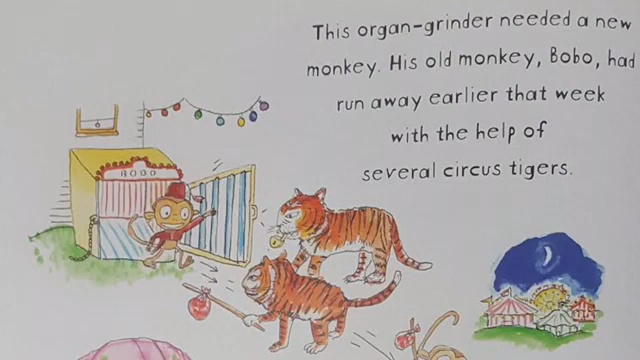 This organ-grinder needed a new
monkey. His old monkey, Bobo, had
run away earlier that week
with the help of
several circus tigers.
BOBO